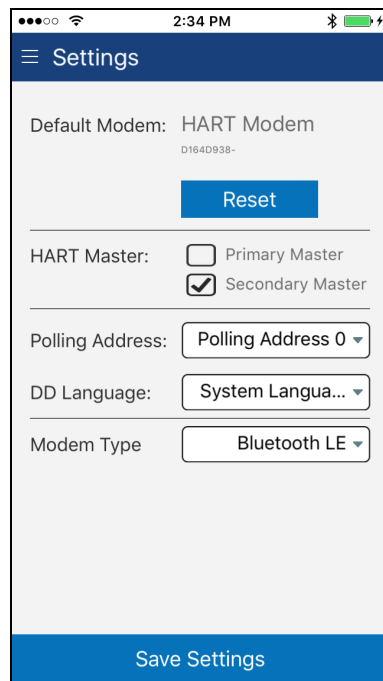 2:34 PM
Settings
Default Modem: HART Modem
D164D938-
Reset
HART Master: Primary Master
Secondary Master
Polling Address: Polling Address 0
DD Language: System Langua...
Modem Type Bluetooth LE
Save Settings